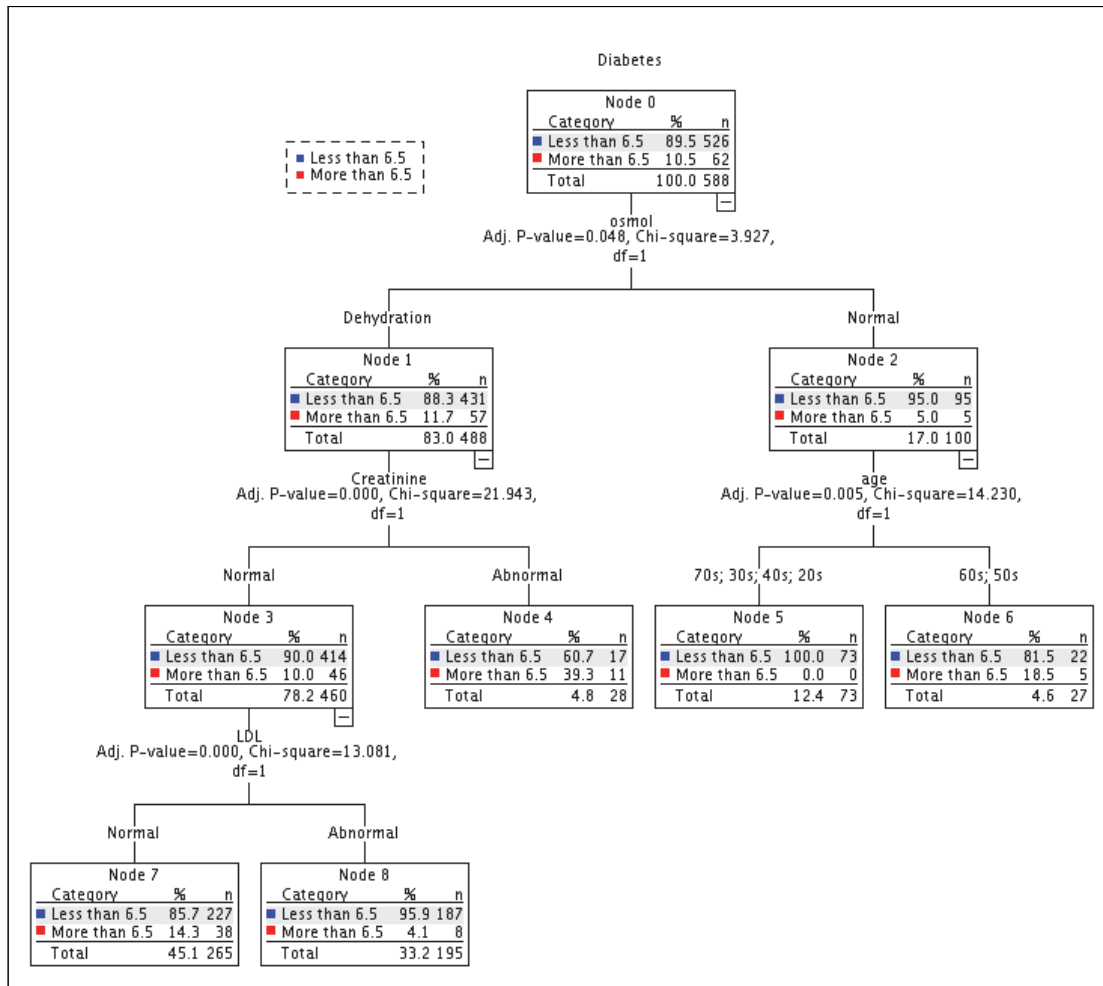 Diabetes
Node 0
Category % n
Less than 6.5 89.5 526
More than 6.5 10.5 62
Total 100.0 588
Less than 6.5
More than 6.5
osmol
Adj. P-value=0.048, Chi-square=3.927,
df=1
Dehydration
Normal
Node 1
Category % n
Less than 6.5 88.3 431
More than 6.5 11.7 57
Total 83.0 488
Node 2
Category % n
Less than 6.5 95.0 95
More than 6.5 5.0 5
Total 17.0 100
Creatinine
Adj. P-value=0.000, Chi-square=21.943,
df=1
age
Adj. P-value=0.005, Chi-square=14.230,
df=1
Normal
Abnormal
70s; 30s; 40s; 20s
60s; 50s
Node 3
Category % n
Less than 6.5 90.0 414
More than 6.5 10.0 46
Total 78.2 460
Node 4
Category % n
Less than 6.5 60.7 17
More than 6.5 39.3 11
Total 4.8 28
Node 5
Category % n
Less than 6.5 100.0 73
More than 6.5 0.0 0
Total 12.4 73
Node 6
Category % n
Less than 6.5 81.5 22
More than 6.5 18.5 5
Total 4.6 27
LDL
Adj. P-value=0.000, Chi-square=13.081,
df=1
Normal
Abnormal
Node 7
Category % n
Less than 6.5 85.7 227
More than 6.5 14.3 38
Total 45.1 265
Node 8
Category % n
Less than 6.5 95.9 187
More than 6.5 4.1 8
Total 33.2 195